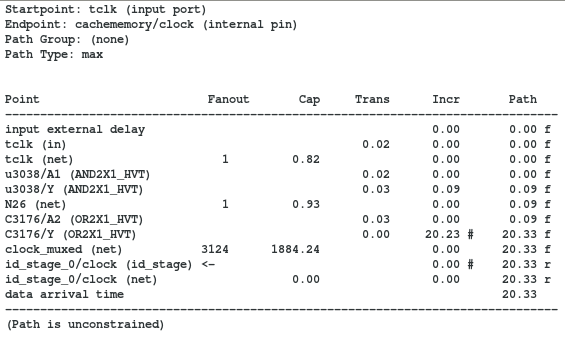 Startpoint: tclk (input port)
Endpoint: cachememory/clock (internal pin)
Path Group: (none)
Path Type: max
Point Fanout Cap Trans Incr Path
--------------------------------------------------------------------------------
input external delay 0.00 0.00 f
tclk (in) 0.02 0.00 0.00 f
tclk (net) 1 0.82 0.00 0.00 f
u3038/A1 (AND2X1_HVT) 0.02 0.00 0.00 f
u3038/Y (AND2X1_HVT) 0.03 0.09 0.09 f
N26 (net) 1 0.93 0.00 0.09 f
C3176/A2 (OR2X1_HVT) 0.03 0.00 0.09 f
C3176/Y (OR2X1_HVT) 0.00 20.23 # 20.33 f
clock_muxed (net) 3124 1884.24 0.00 20.33 f
id_stage_0/clock (id_stage) <- 0.00 # 20.33 r
id_stage_0/clock (net) 0.00 0.00 20.33 r
data arrival time 20.33
--------------------------------------------------------------------------------
(Path is unconstrained)